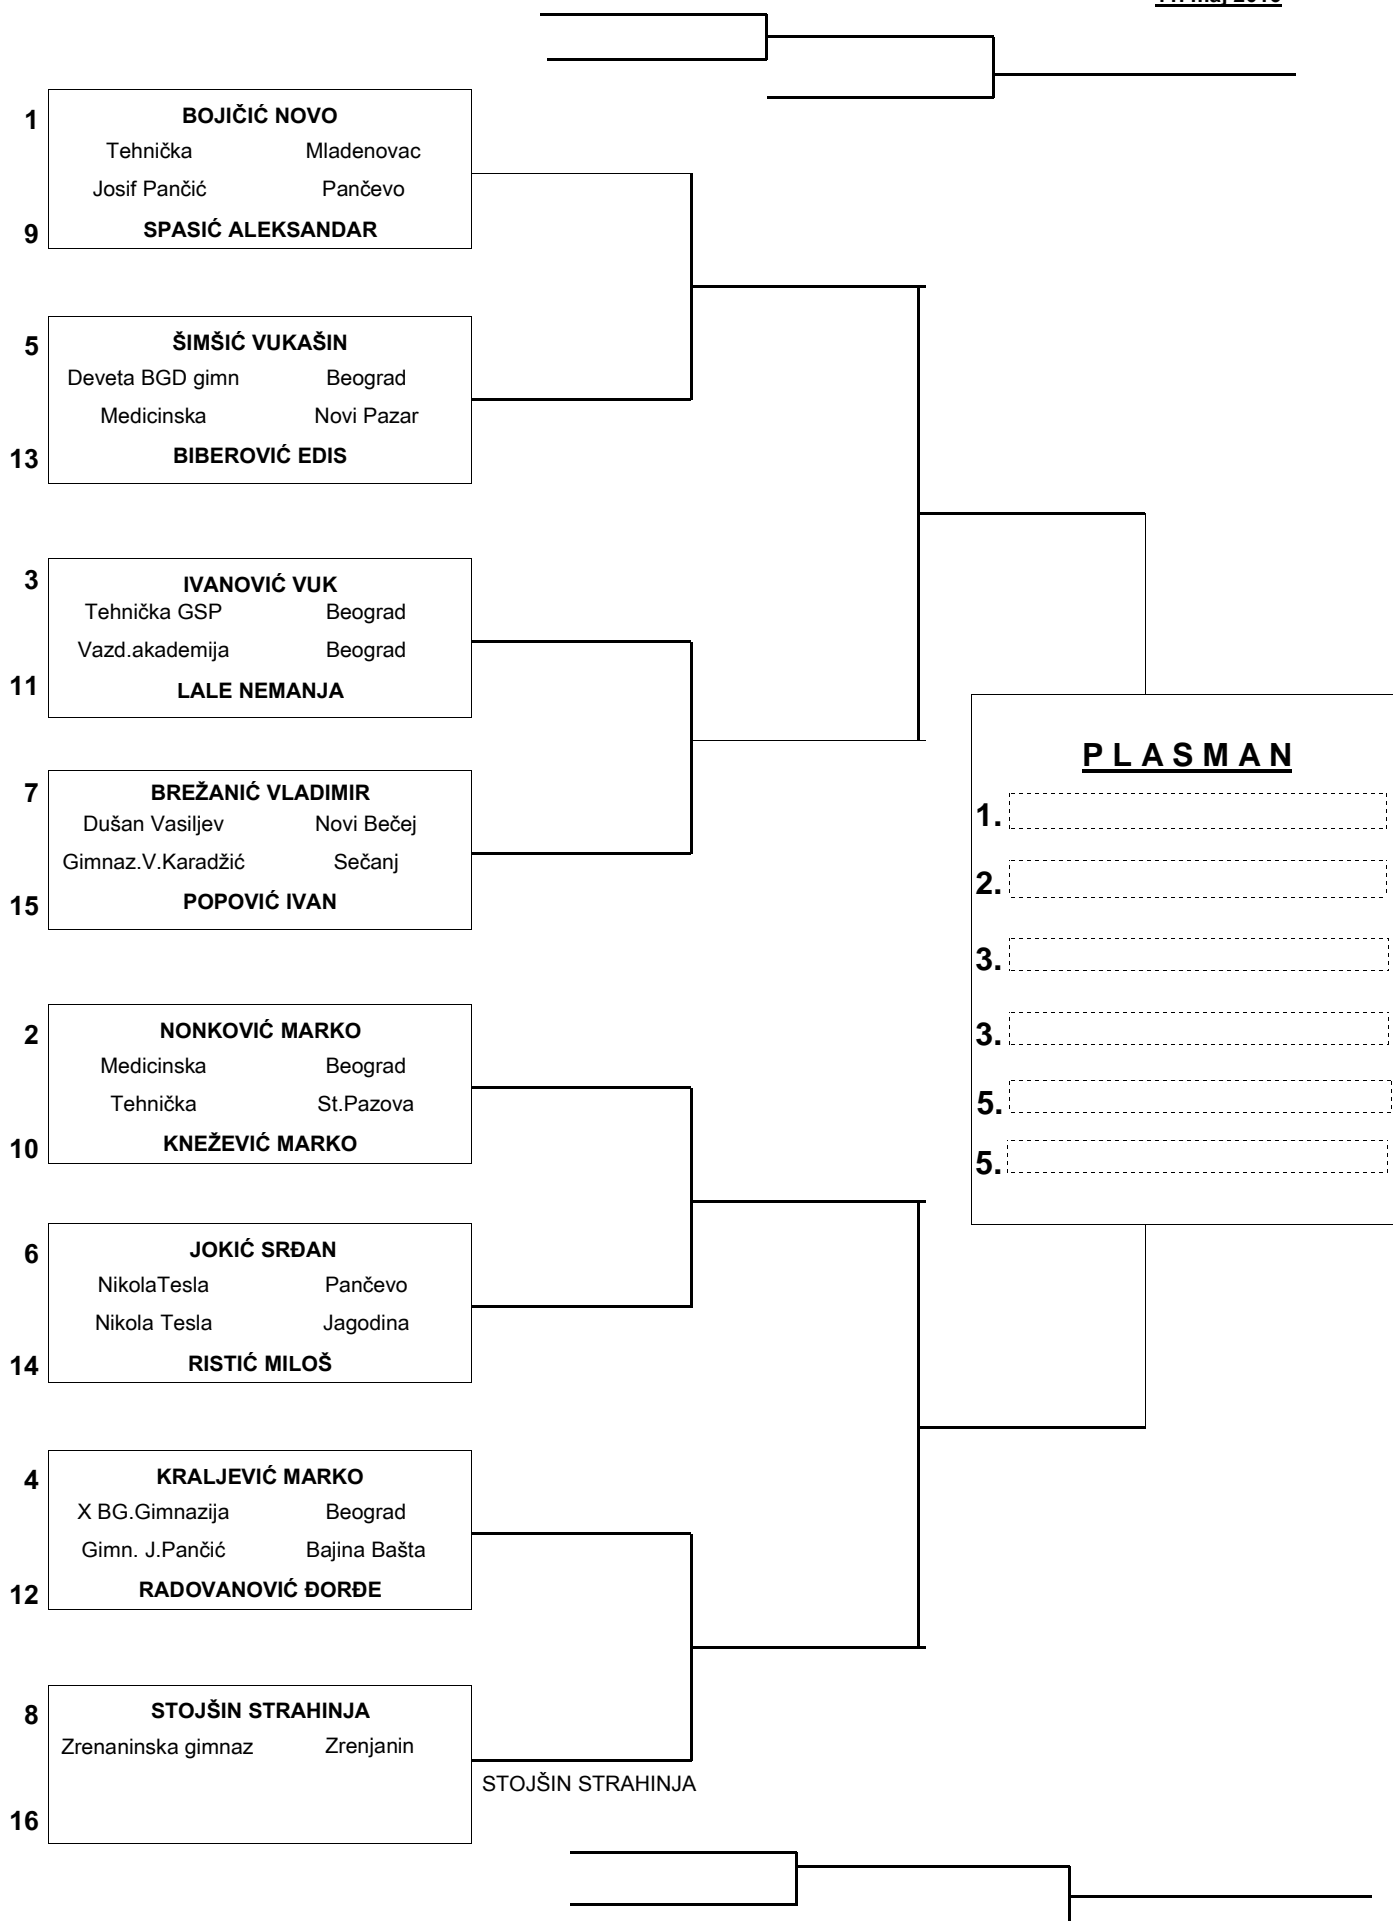 1 BOJIČIĆ NOVO
Tehnička Mladenovac
Josif Pančić Pančevo
9 SPASIĆ ALEKSANDAR
5 ŠIMŠIĆ VUKAŠIN
Deveta BGD gimn Beograd
Medicinska Novi Pazar
13 BIBEROVIĆ EDIS
3 IVANOVIĆ VUK
Tehnička GSP Beograd
Vazd.akademija Beograd
11 LALE NEMANJA
7 BREŽANIĆ VLADIMIR
Dušan Vasiljev Novi Bečej
Gimnaz.V.Karadžić Sečanj
15 POPOVIĆ IVAN
2 NONKOVIĆ MARKO
Medicinska Beograd
Tehnička St.Pazova
10 KNEŽEVIĆ MARKO
6 JOKIĆ SRĐAN
NikolaTesla Pančevo
Nikola Tesla Jagodina
14 RISTIĆ MILOŠ
4 KRALJEVIĆ MARKO
X BG.Gimnazija Beograd
Gimn. J.Pančić Bajina Bašta
12 RADOVANOVIĆ ĐORĐE
8 STOJŠIN STRAHINJA
Zrenaninska gimnaz Zrenjanin
STOJŠIN STRAHINJA
16
P L A S M A N
1.
2.
3.
3.
5.
5.